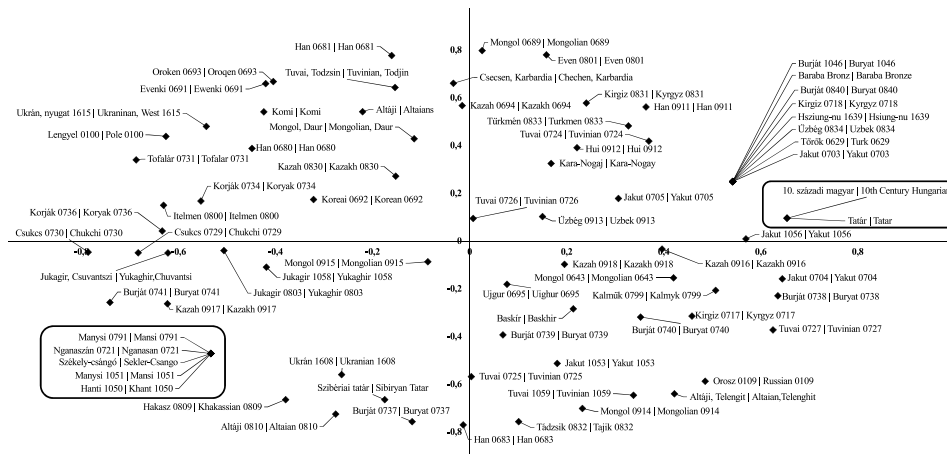 Mongol 0689 | Mongolian 0689
Han 0681 | Han 0681
Even 0801 | Even 0801
Burját 1046 | Buryat 1046
Oroken 0693 | Oroqen 0693
Tuvai, Todzsin | Tuvinian, Todjin
Csecsen, Karbardia | Chechen, Karbardia
Baraba Bronz | Baraba Bronze
Evenki 0691 | Ewenki 0691
Burját 0840 | Buryat 0840
Kirgiz 0831 | Kyrgyz 0831
Kirgiz 0718 | Kyrgyz 0718
Ukrán, nyugat 1615 | Ukraninan, West 1615
Komi | Komi
Altáji | Altaians
Kazah 0694 | Kazakh 0694
Han 0911 | Han 0911
Hsziung-nu 1639 | Hsiung-nu 1639
Türkmén 0833 | Turkmen 0833
Üzbég 0834 | Uzbek 0834
Lengyel 0100 | Pole 0100
Mongol, Daur | Mongolian, Daur
Tuvai 0724 | Tuvinian 0724
Török 0629 | Turk 0629
Han 0680 | Han 0680
Hui 0912 | Hui 0912
Jakut 0703 | Yakut 0703
Tofalár 0731 | Tofalar 0731
Kazah 0830 | Kazakh 0830
Kara-Nogaj | Kara-Nogay
Korják 0734 | Koryak 0734
Koreai 0692 | Korean 0692
Tuvai 0726 | Tuvinian 0726
Jakut 0705 | Yakut 0705
10. századi magyar | 10th Century Hungarian
Korják 0736 | Koryak 0736
Itelmen 0800 | Itelmen 0800
Üzbég 0913 | Uzbek 0913
Tatár | Tatar
Csukcs 0730 | Chukchi 0730
Csukcs 0729 | Chukchi 0729
Jakut 1056 | Yakut 1056
0,8
0,6
0,4
0,2
-0,8
-0,6
-0,4
-0,2
0
0,2
0,4
0,6
0,8
Jukagir, Csuvantszi | Yukaghir,Chuvantsi
Mongol 0915 | Mongolian 0915
Kazah 0918 | Kazakh 0918
Kazah 0916 | Kazakh 0916
Jukagir 1058 | Yukaghir 1058
Mongol 0643 | Mongolian 0643
Jakut 0704 | Yakut 0704
Burját 0741 | Buryat 0741
Jukagir 0803 | Yukaghir 0803
Ujgur 0695 | Uighur 0695
Kalmük 0799 | Kalmyk 0799
Burját 0738 | Buryat 0738
Kazah 0917 | Kazakh 0917
Baskír | Baskhir
Kirgiz 0717 | Kyrgyz 0717
Burját 0740 | Buryat 0740
Tuvai 0727 | Tuvinian 0727
Burját 0739 | Buryat 0739
Manysi 0791 | Mansi 0791
Nganaszán 0721 | Nganasan 0721
Székely-csángó | Sekler-Csango
Manysi 1051 | Mansi 1051
Hanti 1050 | Khant 1050
Ukrán 1608 | Ukranian 1608
Jakut 1053 | Yakut 1053
Tuvai 0725 | Tuvinian 0725
Orosz 0109 | Russian 0109
Szibériai tatár | Sibiryan Tatar
Tuvai 1059 | Tuvinian 1059
Altáji, Telengit | Altaian,Telenghit
Hakasz 0809 | Khakassian 0809
Burját 0737 | Buryat 0737
Mongol 0914 | Mongolian 0914
Altáji 0810 | Altaian 0810
Tádzsik 0832 | Tajik 0832
Han 0683 | Han 0683
-0,2
-0,4
0,6
0,8